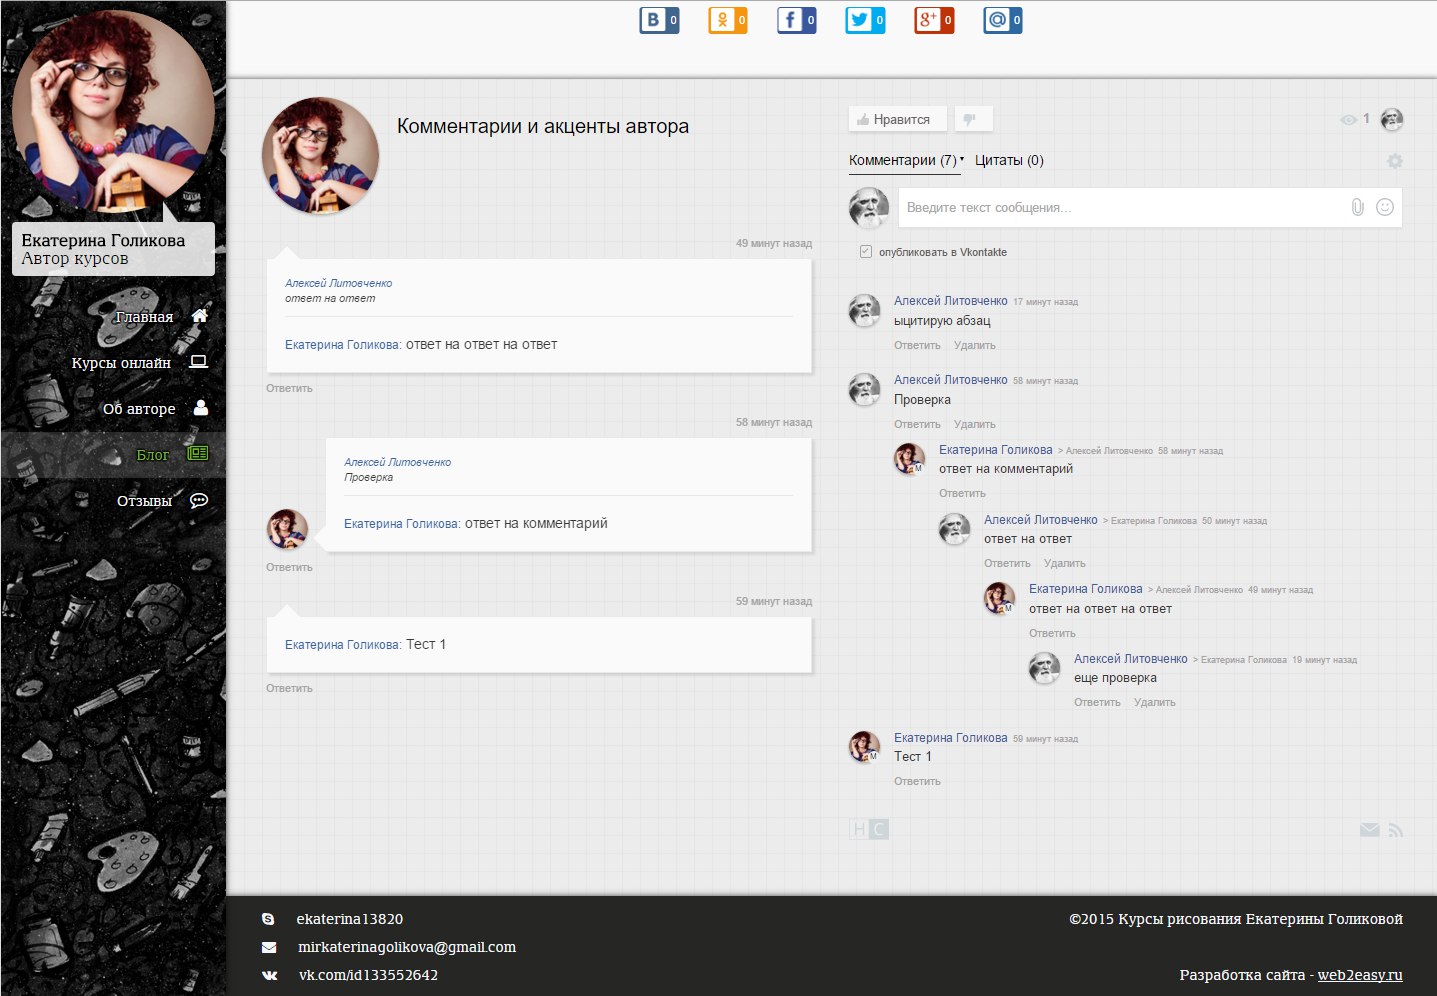 0
0
0
0
0
0
Екатерина Голикова
Автор курсов
Главная
Курсы онлайн
Об авторе
Блог
Отзывы
Комментарии и акценты автора
49 минут назад
Алексей Литовченко
ответ на ответ
Екатерина Голикова: ответ на ответ на ответ
Ответить
58 минут назад
Алексей Литовченко
Проверка
Екатерина Голикова: ответ на комментарий
Ответить
59 минут назад
Екатерина Голикова: Тест 1
Ответить
Нравится
1
Комментарии (7) Цитаты (0)
Введите текст сообщения...
опубликовать в Vkontakte
Алексей Литовченко 17 минут назад
ыцитирую абзац
Ответить Удалить
Алексей Литовченко 58 минут назад
Проверка
Ответить Удалить
Екатерина Голикова > Алексей Литовченко 58 минут назад
М
ответ на комментарий
Ответить
Алексей Литовченко > Екатерина Голикова 50 минут назад
ответ на ответ
Ответить Удалить
Екатерина Голикова > Алексей Литовченко 49 минут назад
М
ответ на ответ на ответ
Ответить
Алексей Литовченко > Екатерина Голикова 19 минут назад
еще проверка
Ответить Удалить
Екатерина Голикова 59 минут назад
М
Тест 1
Ответить
HC
ekaterina13820
mirkaterinagolikova@gmail.com
vk.com/id133552642
©2015 Курсы рисования Екатерины Голиковой
Разработка сайта - web2easy.ru